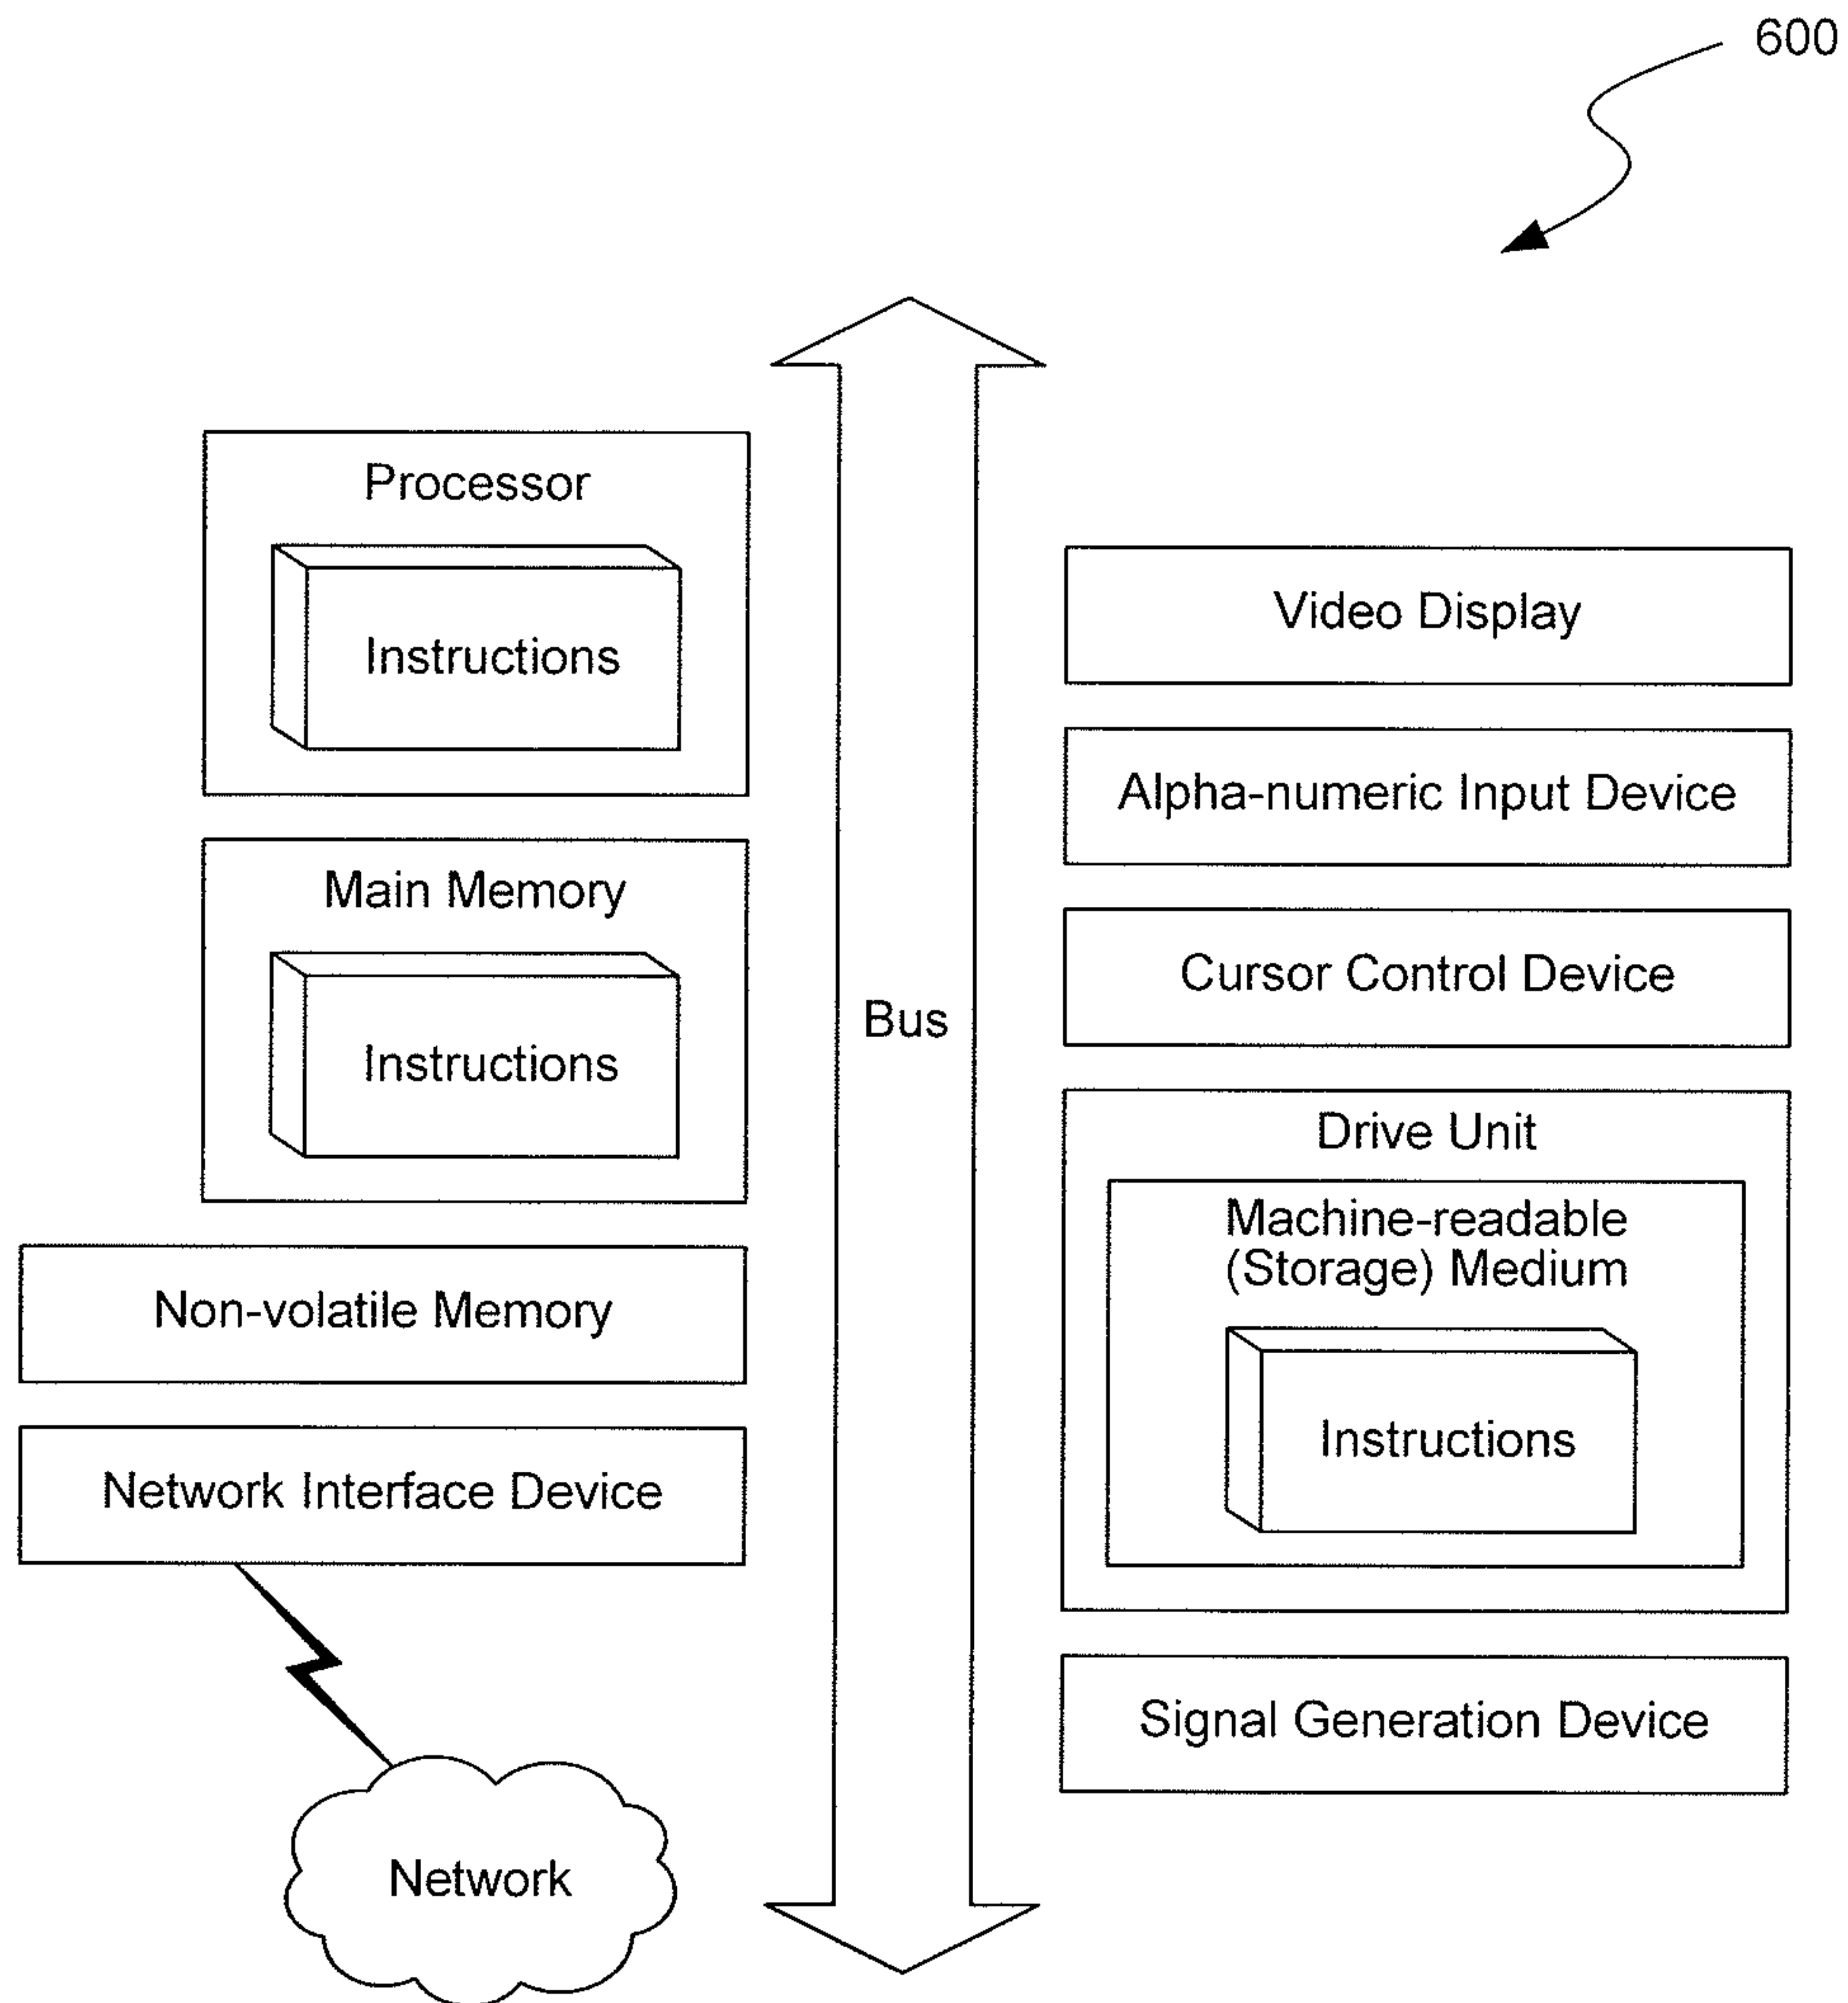 600
Processor
Instructions
Main Memory
Instructions
Non-volatile Memory
Network Interface Device
Network
Bus
Video Display
Alpha-numeric Input Device
Cursor Control Device
Drive Unit
Machine-readable
(Storage) Medium
Instructions
Signal Generation Device